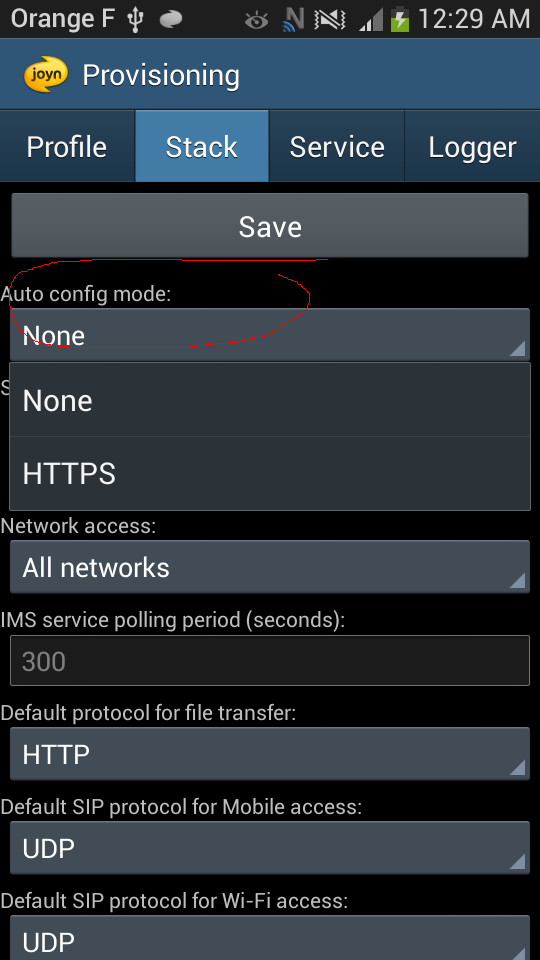 Orange F 12:29 AM
joyn Provisioning
Profile Stack Service Logger
Save
Auto config mode:
None
S
None
HTTPS
Network access:
All networks
IMS service polling period (seconds):
300
Default protocol for file transfer:
HTTP
Default SIP protocol for Mobile access:
UDP
Default SIP protocol for Wi-Fi access:
UDP